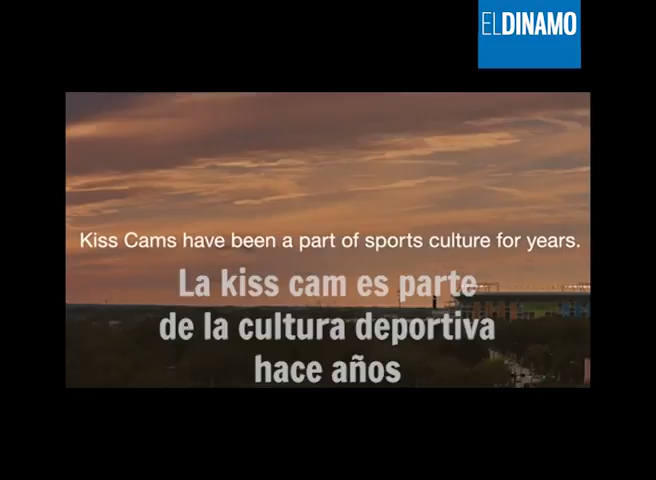 ELDINAMO
Kiss Cams have been a part of sports culture for years.
La kiss cam es parte
de la cultura deportiva
hace años